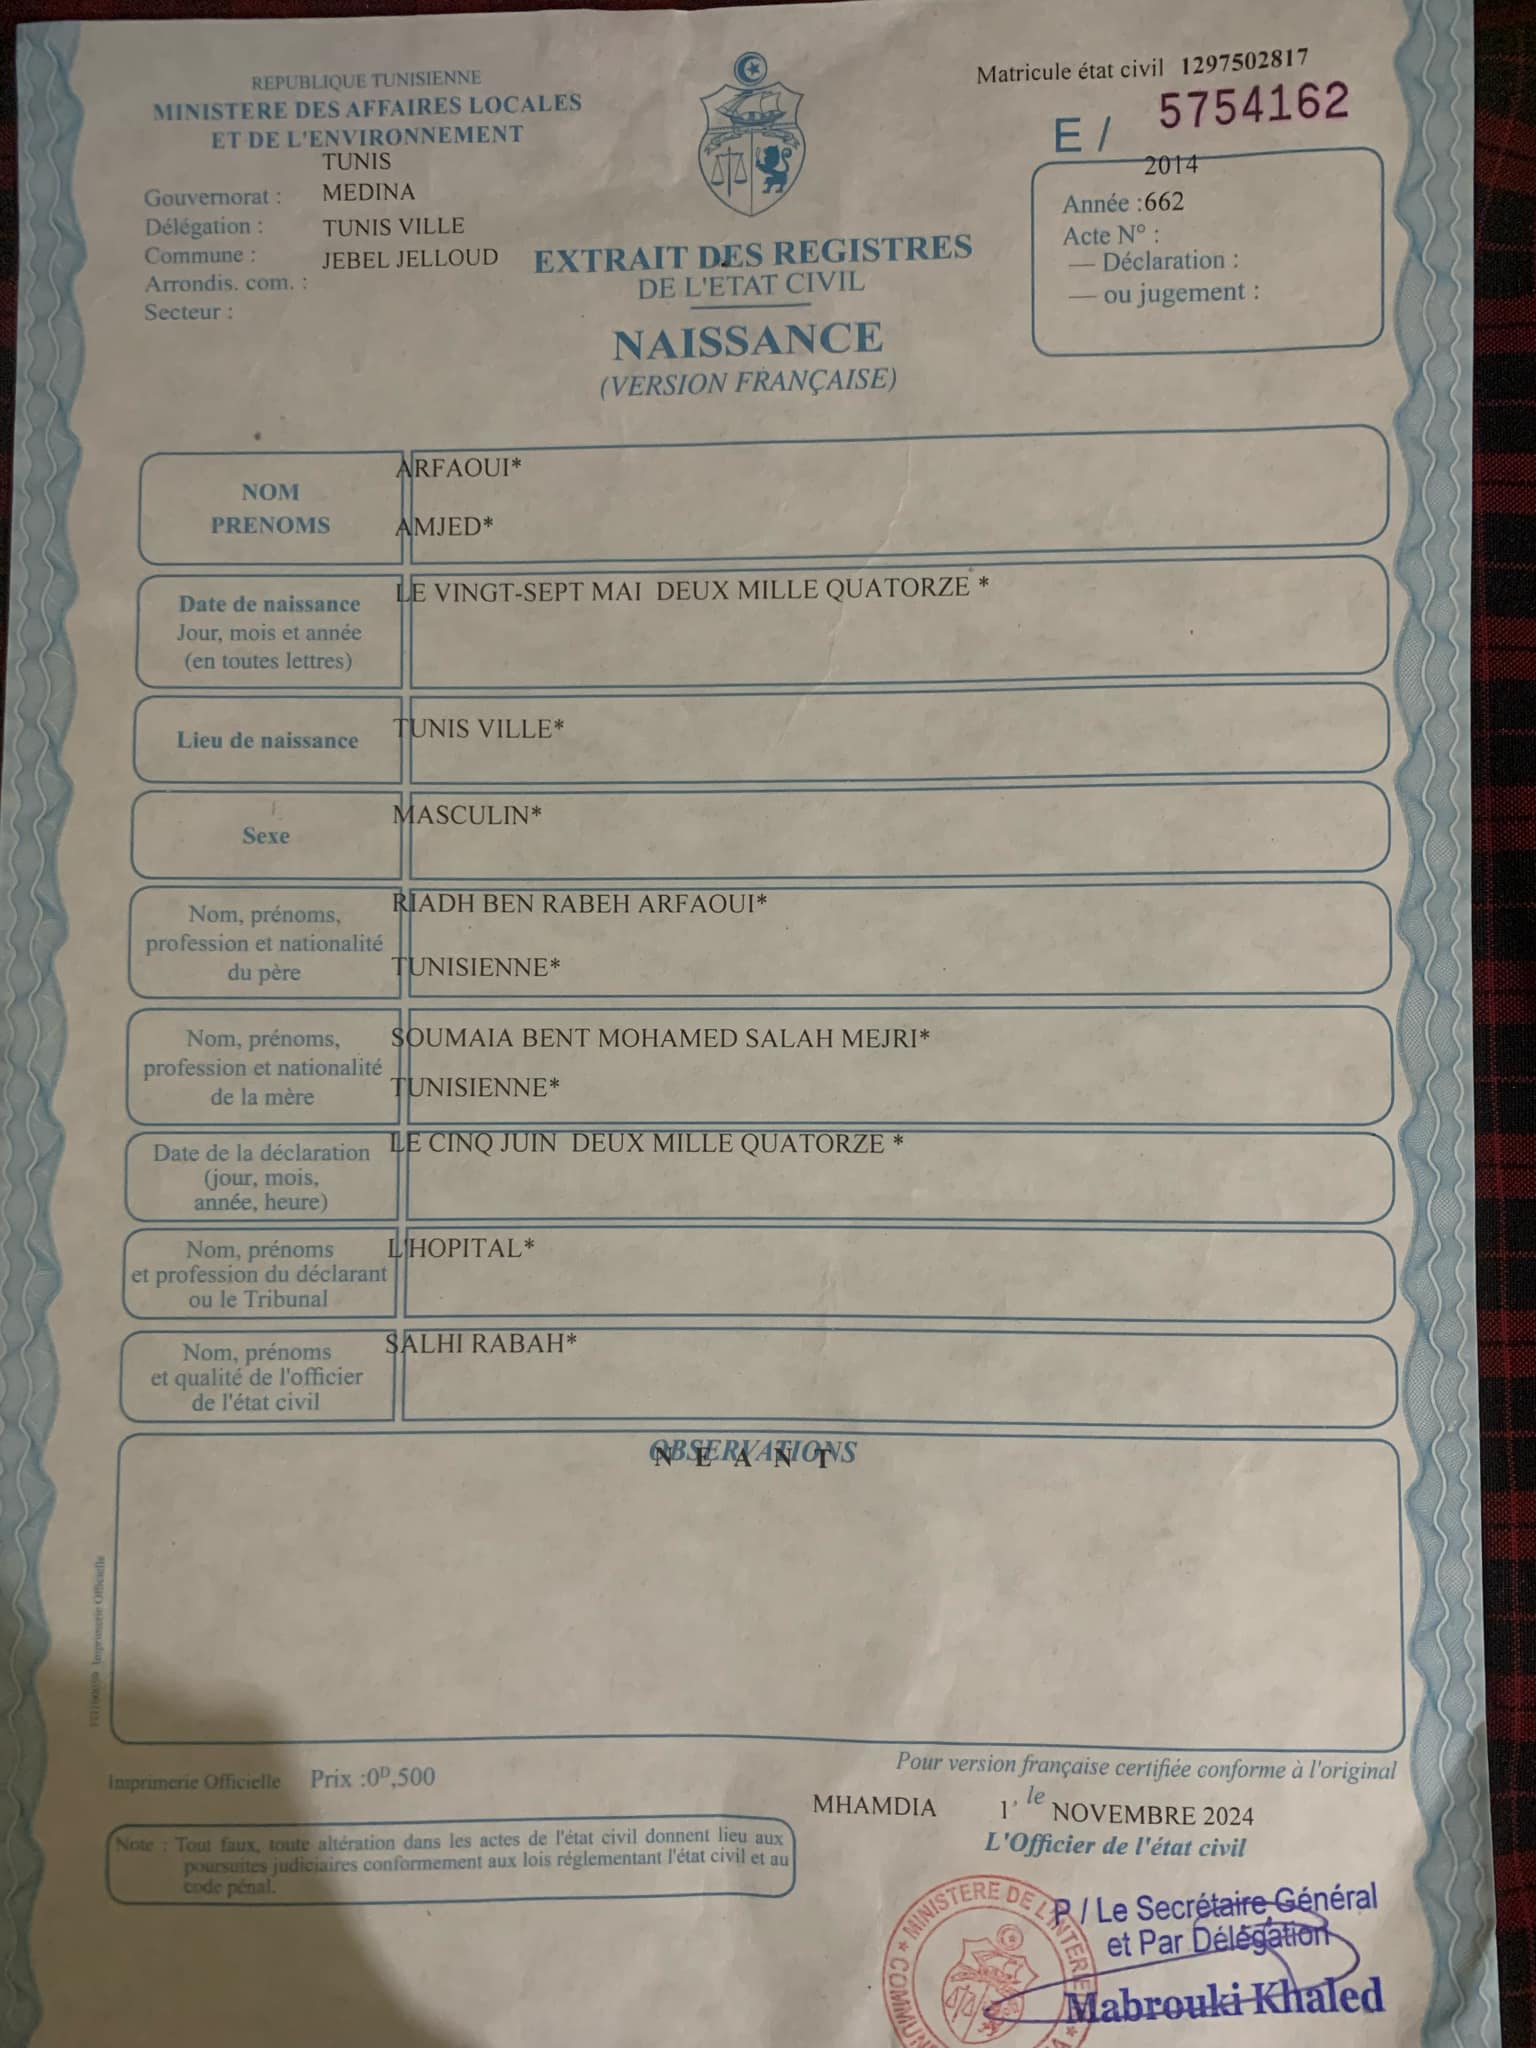 REPUBLIQUE TUNISIENNE
MINISTERE DES AFFAIRES LOCALES
ET DE L'ENVIRONNEMENT
TUNIS
Gouvernorat : MEDINA
Délégation : TUNIS VILLE
Commune : JEBEL JELLOUD
Arrondis. com. :
Secteur :
Matricule état civil 1297502817
E / 5754162
2014
Année :662
Acte N° :
— Déclaration :
— ou jugement :
EXTRAIT DES REGISTRES
DE L'ETAT CIVIL
NAISSANCE
(VERSION FRANÇAISE)
ARFAOUI*
NOM
PRENOMS
AMJED*
LE VINGT-SEPT MAI DEUX MILLE QUATORZE *
Date de naissance
Jour, mois et année
(en toutes lettres)
Lieu de naissance
TUNIS VILLE*
Sexe
MASCULIN*
Nom, prénoms,
profession et nationalité
du père
RIADH BEN RABEH ARFAOUI*
TUNISIENNE*
Nom, prénoms,
profession et nationalité
de la mère
SOUMAIA BENT MOHAMED SALAH MEJRI*
TUNISIENNE*
Date de la déclaration
(jour, mois,
année, heure)
LE CINQ JUIN DEUX MILLE QUATORZE *
Nom, prénoms
et profession du déclarant
ou le Tribunal
L'HOPITAL*
Nom, prénoms
et qualité de l'officier
de l'état civil
SALHI RABAH*
OBSERVATIONS
N E A N T
Imprimerie Officielle
Imprimerie Officielle Prix :0ᴰ,500
Note : Tout faux, toute altération dans les actes de l'état civil donnent lieu aux
poursuites judiciaires conformement aux lois réglementant l'état civil et au
code pénal.
Pour version française certifiée conforme à l'original
MHAMDIA 1' le NOVEMBRE 2024
L'Officier de l'état civil
P / Le Secrétaire Général
et Par Délégation
Mabrouki Khaled
MINISTERE DE L'INTERIE
COMMUN